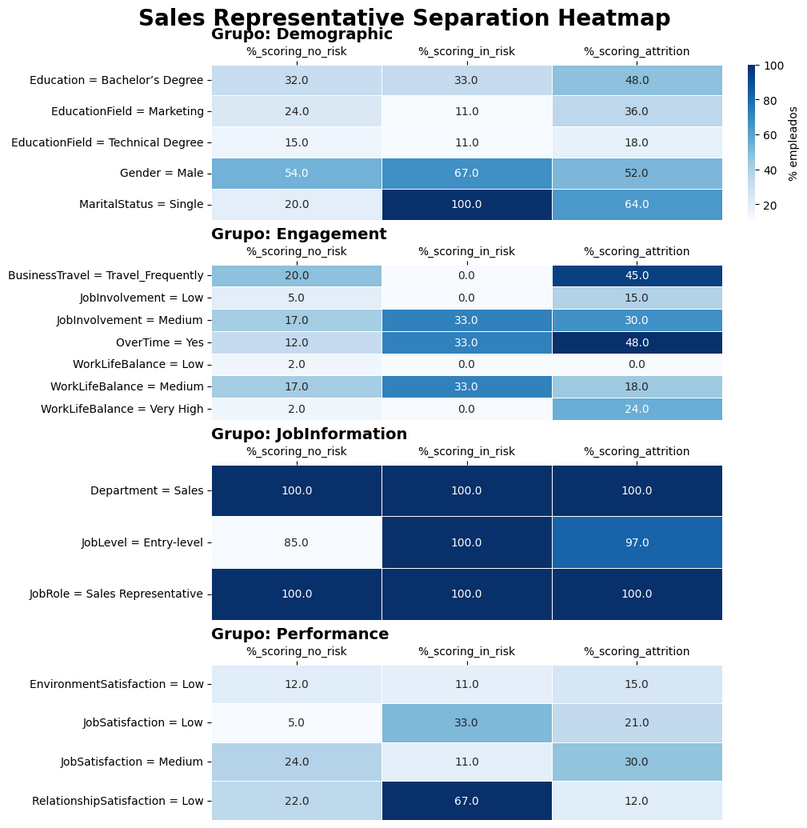 Sales Representative Separation Heatmap
Grupo: Demographic
%_scoring_no_risk %_scoring_in_risk %_scoring_attrition
Education = Bachelor’s Degree 32.0 33.0 48.0
EducationField = Marketing 24.0 11.0 36.0
EducationField = Technical Degree 15.0 11.0 18.0
Gender = Male 54.0 67.0 52.0
MaritalStatus = Single 20.0 100.0 64.0
100
80
60
40
20
% empleados
Grupo: Engagement
%_scoring_no_risk %_scoring_in_risk %_scoring_attrition
BusinessTravel = Travel_Frequently 20.0 0.0 45.0
JobInvolvement = Low 5.0 0.0 15.0
JobInvolvement = Medium 17.0 33.0 30.0
OverTime = Yes 12.0 33.0 48.0
WorkLifeBalance = Low 2.0 0.0 0.0
WorkLifeBalance = Medium 17.0 33.0 18.0
WorkLifeBalance = Very High 2.0 0.0 24.0
Grupo: JobInformation
%_scoring_no_risk %_scoring_in_risk %_scoring_attrition
Department = Sales 100.0 100.0 100.0
JobLevel = Entry-level 85.0 100.0 97.0
JobRole = Sales Representative 100.0 100.0 100.0
Grupo: Performance
%_scoring_no_risk %_scoring_in_risk %_scoring_attrition
EnvironmentSatisfaction = Low 12.0 11.0 15.0
JobSatisfaction = Low 5.0 33.0 21.0
JobSatisfaction = Medium 24.0 11.0 30.0
RelationshipSatisfaction = Low 22.0 67.0 12.0